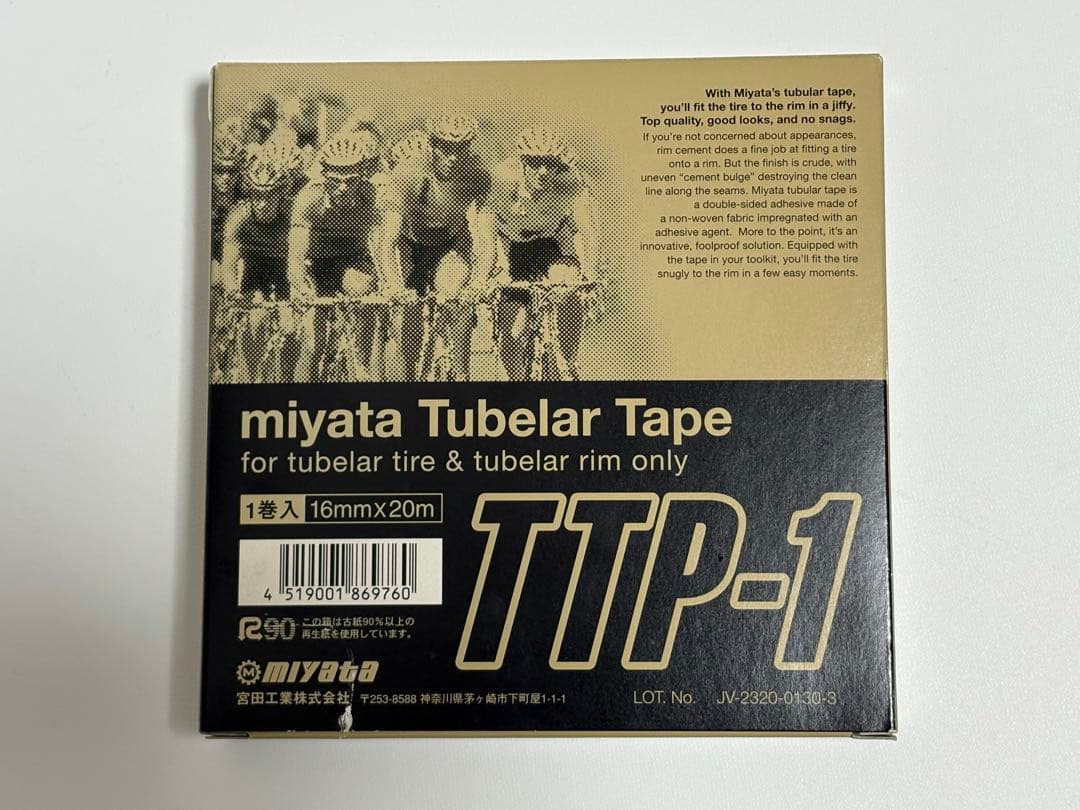 With Miyata's tubular tape,
you'll fit the tire to the rim in a jiffy.
Top quality, good looks, and no snags.
If you're not concerned about appearances,
rim cement does a fine job at fitting a tire
onto a rim. But the finish is crude, with
uneven "cement bulge" destroying the clean
line along the seams. Miyata tubular tape is
a double-sided adhesive made of
a non-woven fabric impregnated with an
adhesive agent. More to the point, it's an
innovative, foolproof solution. Equipped with
the tape in your toolkit, you'll fit the tire
snugly to the rim in a few easy moments.
miyata Tubelar Tape
for tubelar tire & tubelar rim only
1巻入 16mmX20m
TTP-1
4 519001 869760
R90 この箱は古紙90%以上の
再生紙を使用しています。
M miyata
宮田工業株式会社 〒253-8588 神奈川県茅ヶ崎市下町屋1-1-1
LOT. No. JV-2320-0130-3